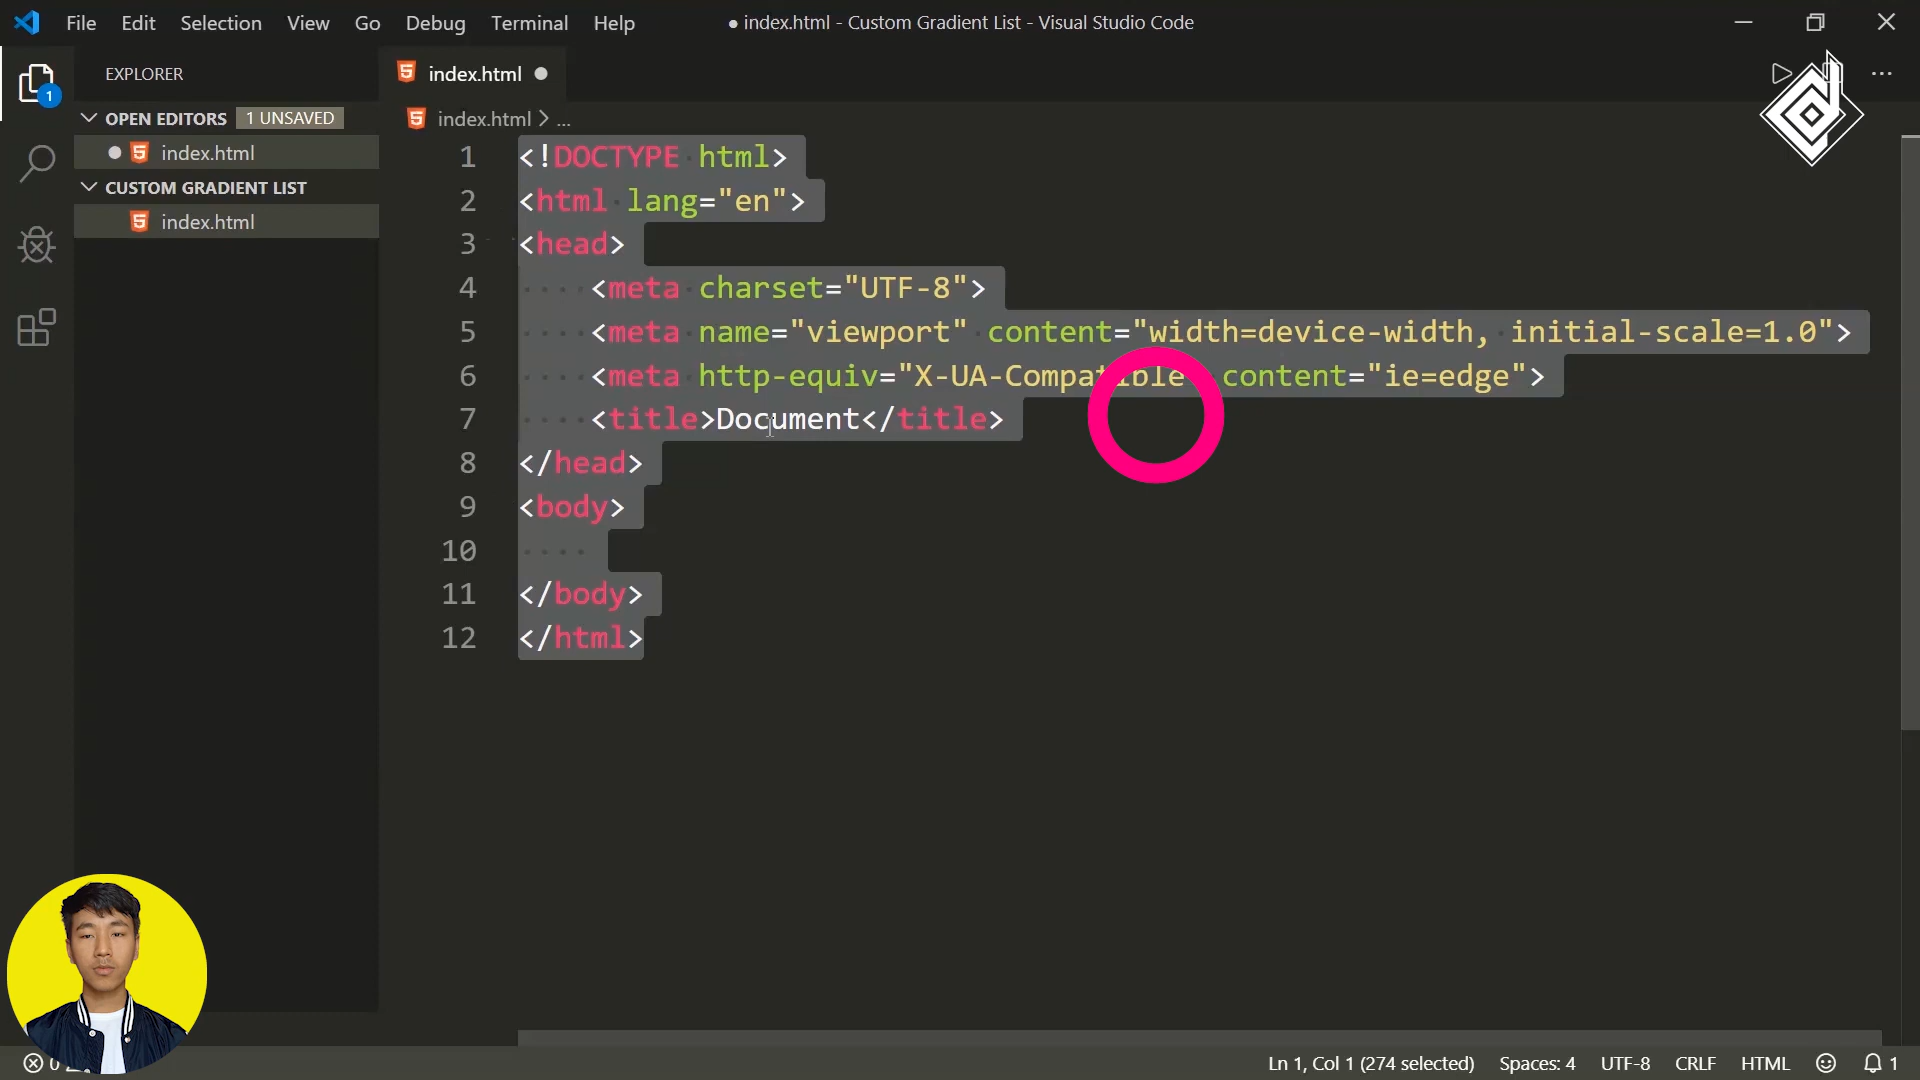 File Edit Selection View Go Debug Terminal Help
● index.html - Custom Gradient List - Visual Studio Code
EXPLORER
index.html
1
OPEN EDITORS 1 UNSAVED
index.html > ...
index.html
CUSTOM GRADIENT LIST
index.html
1 <!DOCTYPE html>
2 <html lang="en">
3 <head>
4 <meta charset="UTF-8">
5 <meta name="viewport" content="width=device-width, initial-scale=1.0">
6 <meta http-equiv="X-UA-Compatible" content="ie=edge">
7 <title>Document</title>
8 </head>
9 <body>
10
11 </body>
12 </html>
0
Ln 1, Col 1 (274 selected) Spaces: 4 UTF-8 CRLF HTML 1